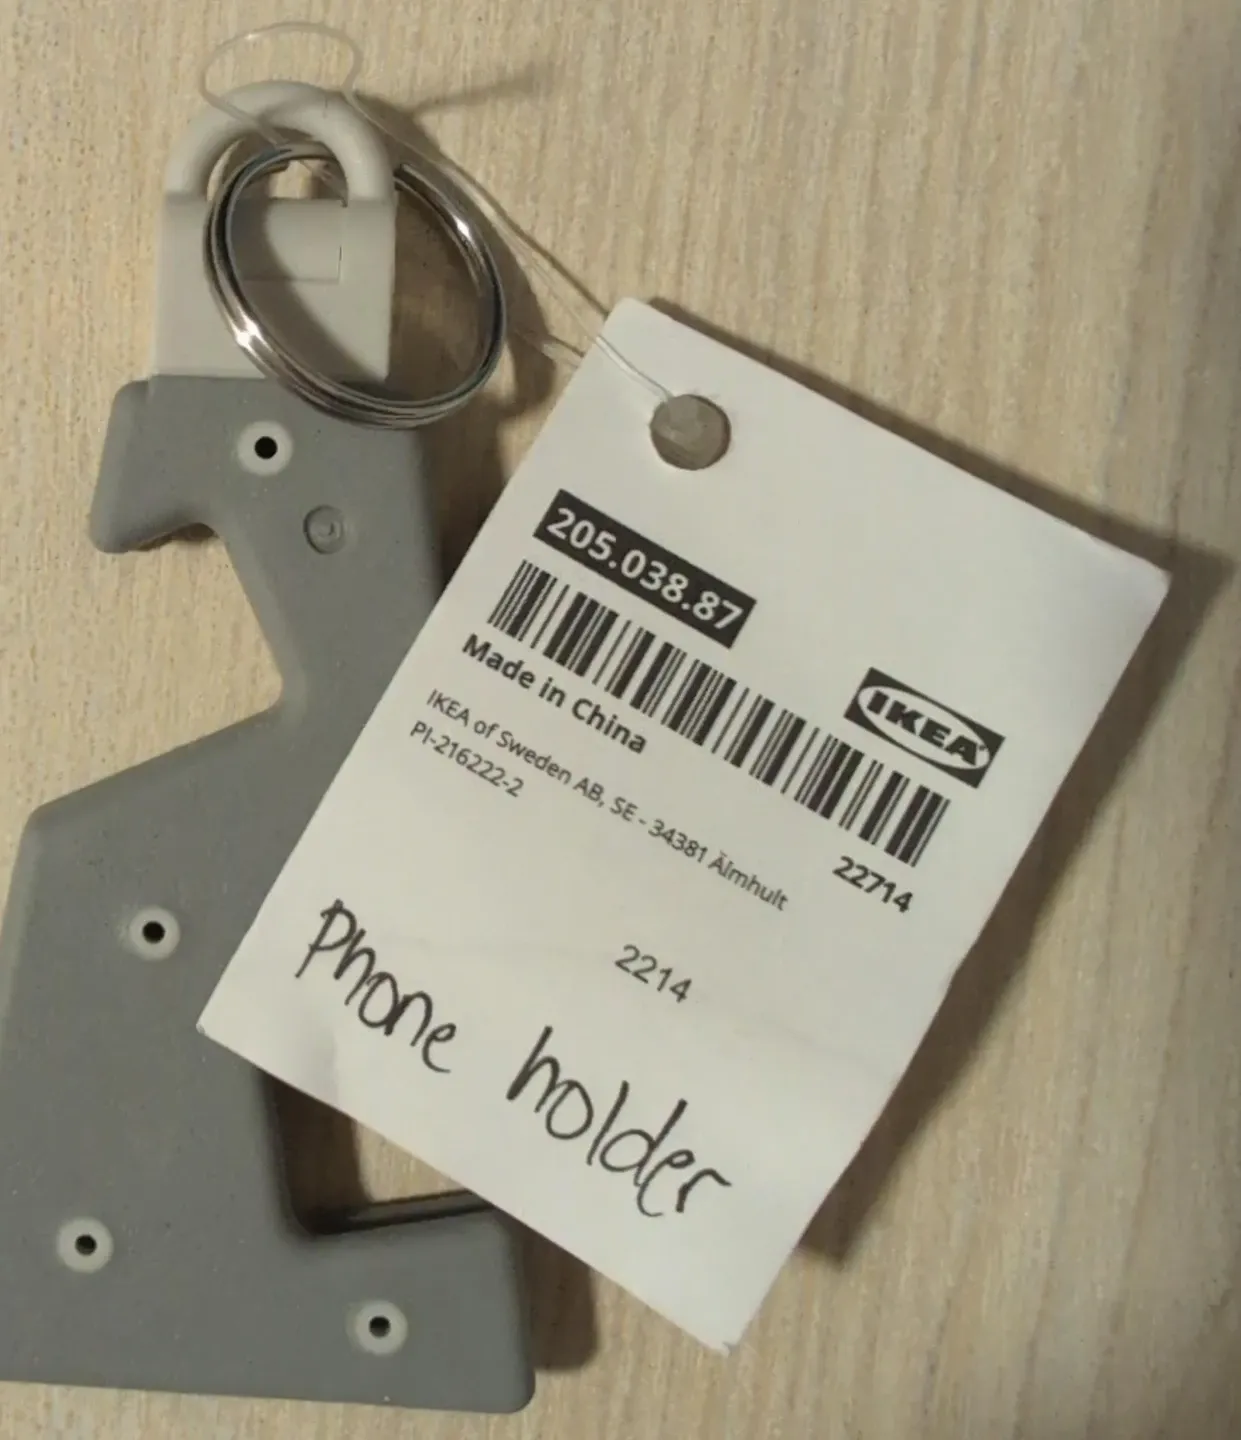 205.038.87
IKEA
Made in China
22714
IKEA of Sweden AB, SE - 34381 Älmhult
PI-216222-2
2214
Phone holder